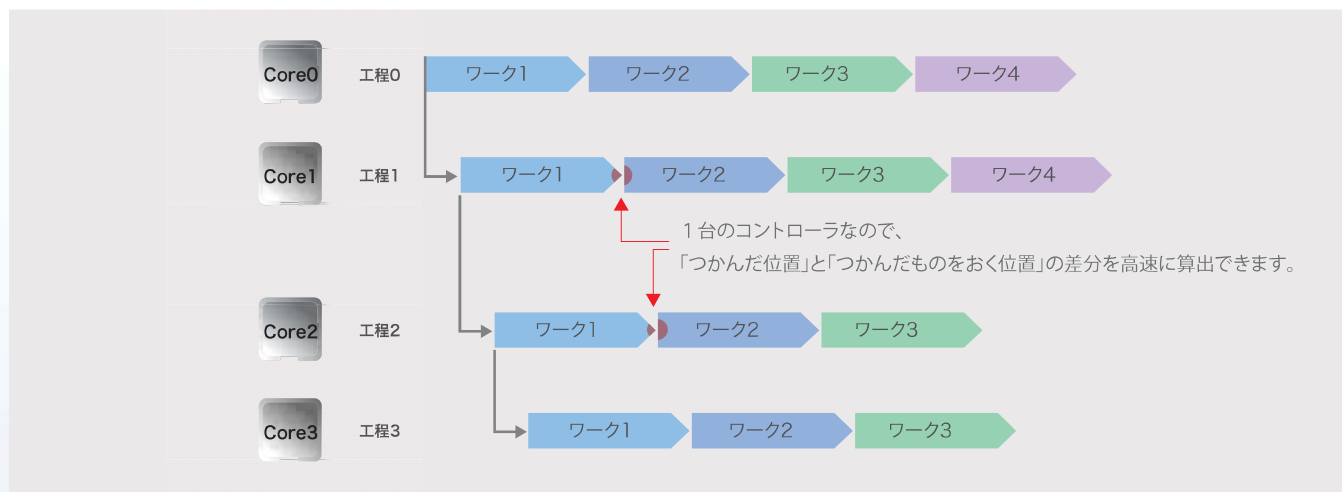 Core0 工程0 ワーク1 ワーク2 ワーク3 ワーク4
Core1 工程1 ワーク1 ワーク2 ワーク3 ワーク4
1台のコントローラなので、
「つかんだ位置」と「つかんだものをおく位置」の差分を高速に算出できます。
Core2 工程2 ワーク1 ワーク2 ワーク3
Core3 工程3 ワーク1 ワーク2 ワーク3